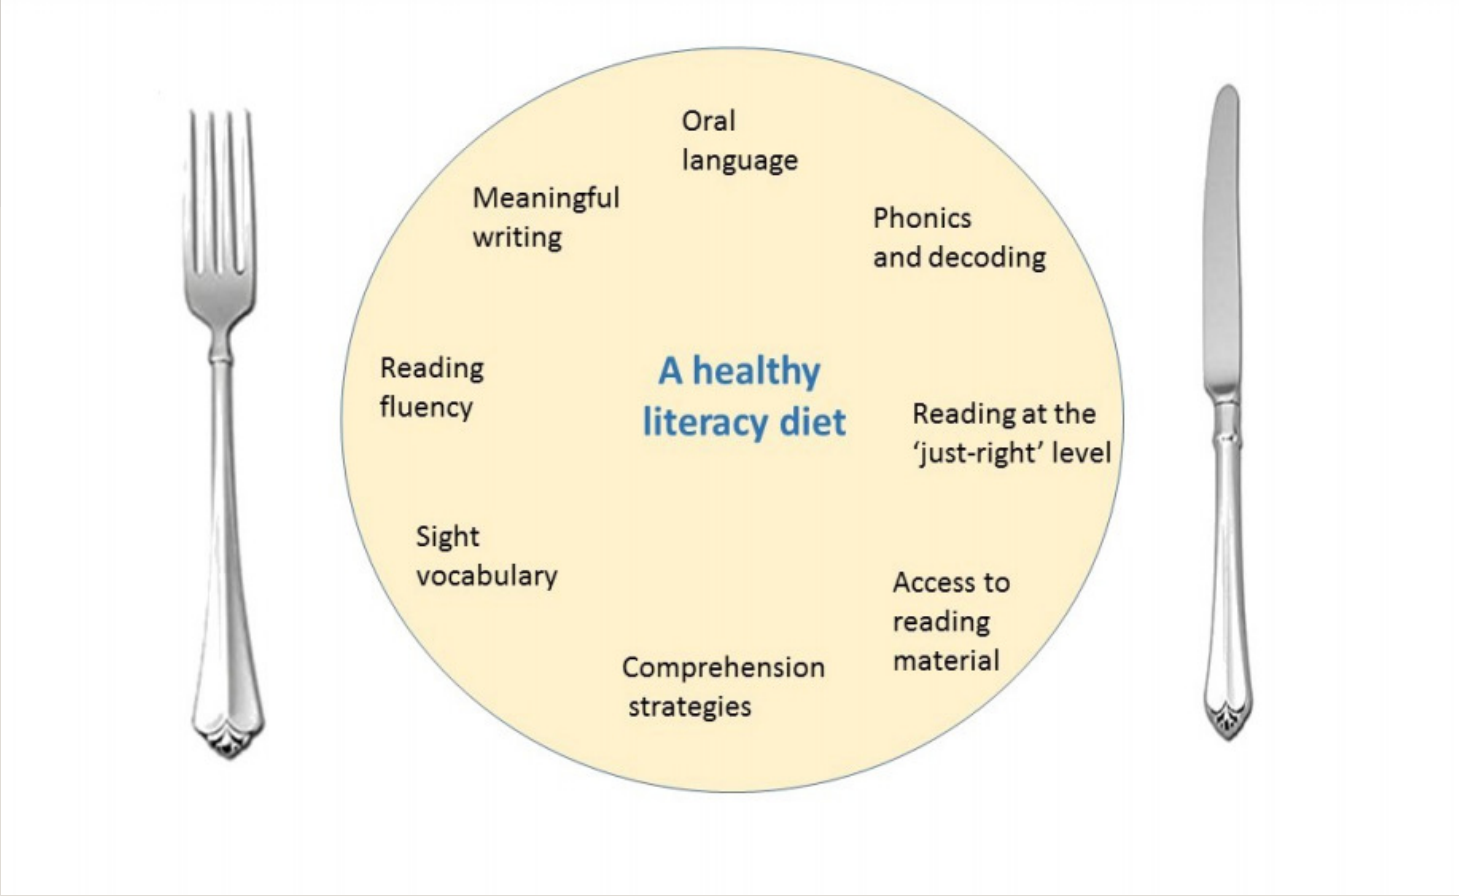 Oral
language
Meaningful
writing
Phonics
and decoding
Reading
fluency
A healthy
literacy diet
Reading at the
‘just-right’ level
Sight
vocabulary
Access to
reading
material
Comprehension
strategies